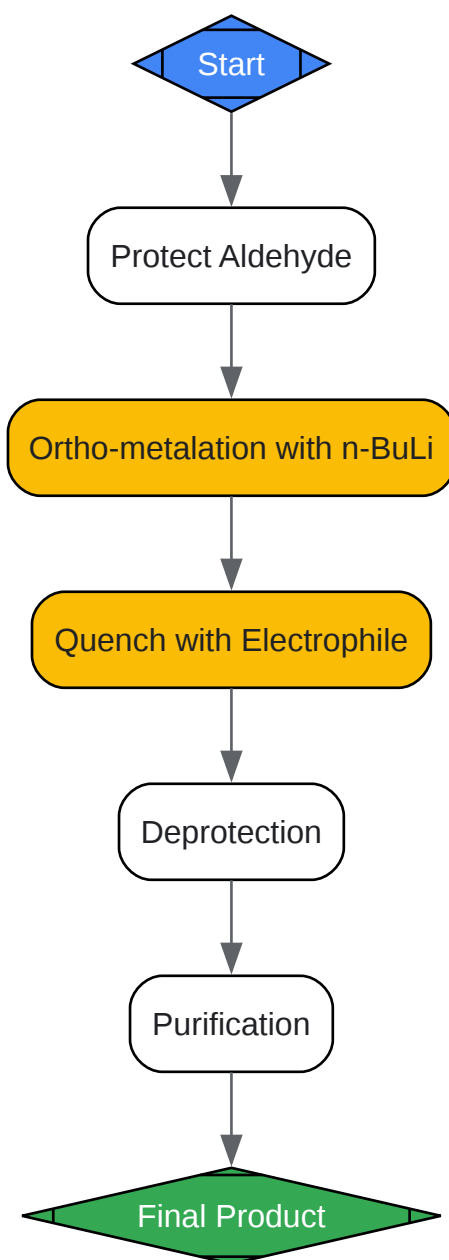 Start
Protect Aldehyde
Ortho-metalation with n-BuLi
Quench with Electrophile
Deprotection
Purification
Final Product